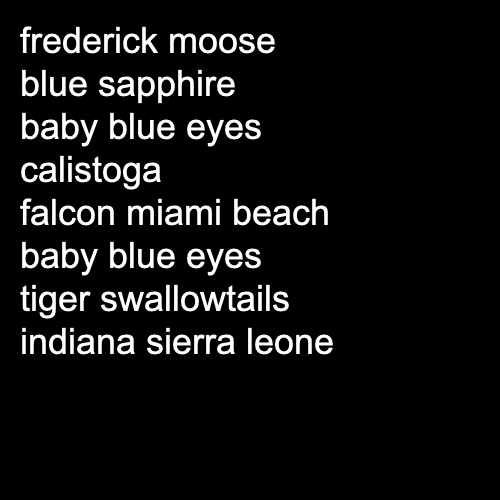 frederick moose
blue sapphire
baby blue eyes
calistoga
falcon miami beach
baby blue eyes
tiger swallowtails
indiana sierra leone